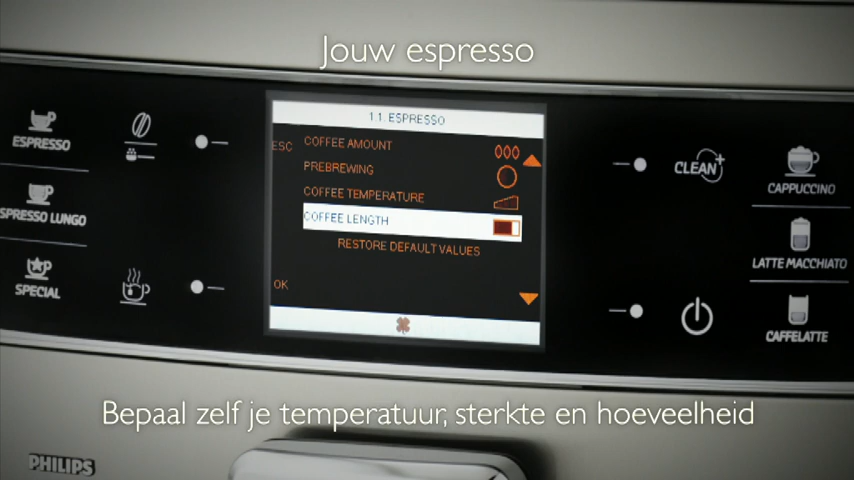 Jouw espresso
1.1. ESPRESSO
ESC
COFFEE AMOUNT
PREBREWING
COFFEE TEMPERATURE
COFFEE LENGTH
RESTORE DEFAULT VALUES
OK
ESPRESSO
SPRESSO LUNGO
SPECIAL
CLEAN+
CAPPUCCINO
LATTE MACCHIATO
CAFFELATTE
Bepaal zelf je temperatuur, sterkte en hoeveelheid
PHILIPS